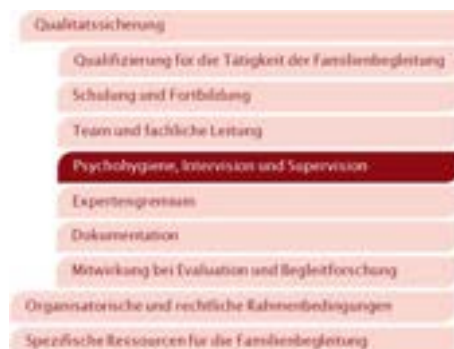 Qualitätssicherung
Qualifizierung für die Tätigkeit der Familienbegleitung
Schulung und Fortbildung
Team und fachliche Leitung
Psychohygiene, Intervision und Supervision
Expertengremium
Dokumentation
Mitwirkung bei Evaluation und Begleitforschung
Organisatorische und rechtliche Rahmenbedingungen
Spezifische Ressourcen für die Familienbegleitung